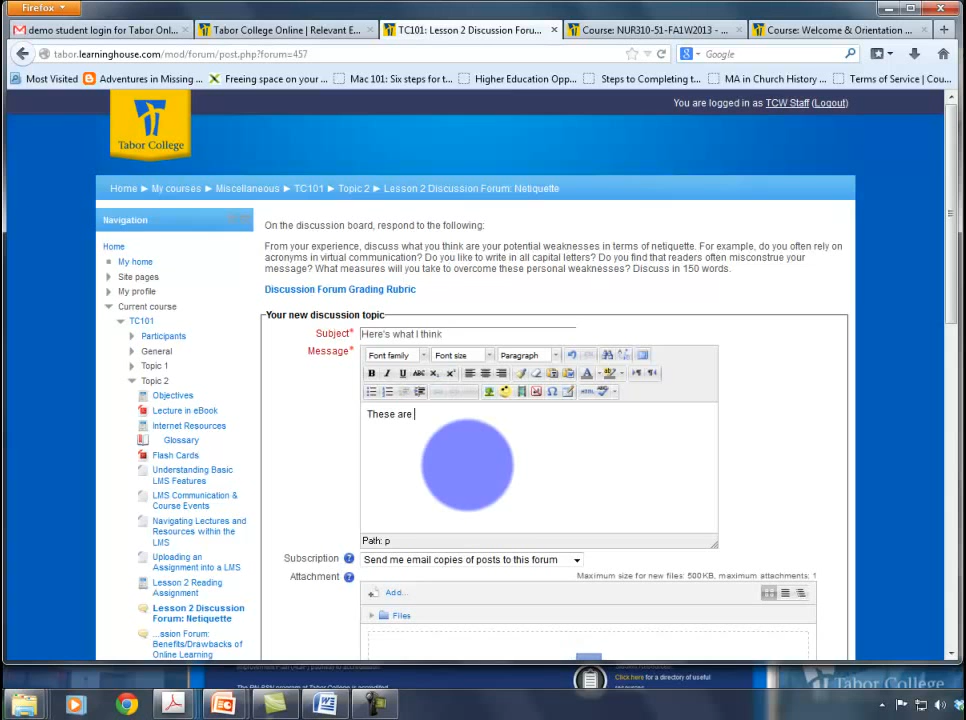 Firefox
demo student login for Tabor Onl...
Tabor College Online | Relevant E...
TC101: Lesson 2 Discussion Foru...
Course: NUR310-51-FA1W2013 - ...
Course: Welcome & Orientation ...
tabor.learninghouse.com/mod/forum/post.php?forum=457
Google
Most Visited
Adventures in Missing ...
Freeing space on your ...
Mac 101: Six steps for t...
Higher Education Opp...
Steps to Completing t...
MA in Church History ...
Terms of Service | Cou...
You are logged in as TCW Staff (Logout)
Tabor College
Home ► My courses ► Miscellaneous ► TC101 ► Topic 2 ► Lesson 2 Discussion Forum: Netiquette
Navigation
Home
My home
Site pages
My profile
Current course
TC101
Participants
General
Topic 1
Topic 2
Objectives
Lecture in eBook
Internet Resources
Glossary
Flash Cards
Understanding Basic
LMS Features
LMS Communication &
Course Events
Navigating Lectures and
Resources within the
LMS
Uploading an
Assignment into a LMS
Lesson 2 Reading
Assignment
Lesson 2 Discussion
Forum: Netiquette
...ssion Forum:
Benefits/Drawbacks of
Online Learning
On the discussion board, respond to the following:
From your experience, discuss what you think are your potential weaknesses in terms of netiquette. For example, do you often rely on
acronyms in virtual communication? Do you like to write in all capital letters? Do you find that readers often misconstrue your
message? What measures will you take to overcome these personal weaknesses? Discuss in 150 words.
Discussion Forum Grading Rubric
Your new discussion topic
Subject* Here's what I think
Message*
Font family Font size Paragraph
B I U ABC
HTML
These are
Path: p
Subscription Send me email copies of posts to this forum
Attachment Maximum size for new files: 500KB, maximum attachments: 1
Add...
Files
Click here for a directory of useful
Tabor College